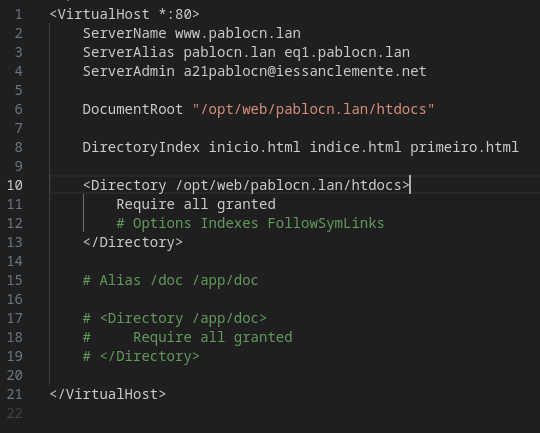 1 <VirtualHost *:80>
2     ServerName www.pablocn.lan
3     ServerAlias pablocn.lan eq1.pablocn.lan
4     ServerAdmin a21pablocn@iessanclemente.net
5
6     DocumentRoot "/opt/web/pablocn.lan/htdocs"
7
8     DirectoryIndex inicio.html indice.html primeiro.html
9
10     <Directory /opt/web/pablocn.lan/htdocs>
11         Require all granted
12         # Options Indexes FollowSymLinks
13     </Directory>
14
15     # Alias /doc /app/doc
16
17     # <Directory /app/doc>
18     #     Require all granted
19     # </Directory>
20
21 </VirtualHost>
22